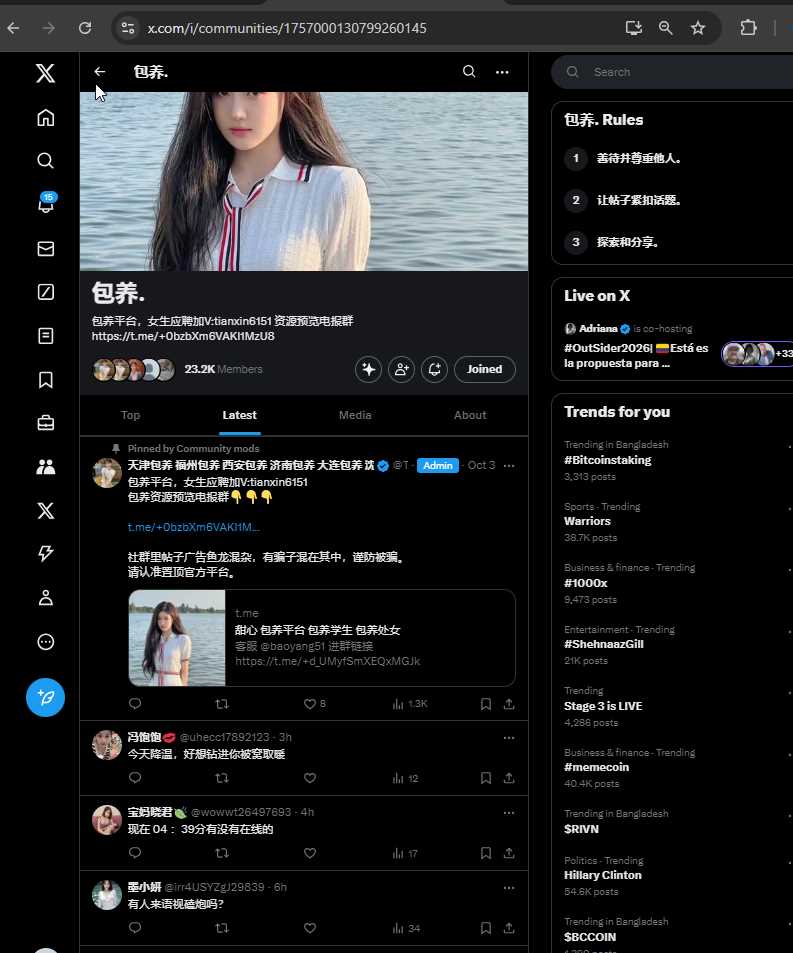 x.com/i/communities/1757000130799260145
包养.
Search
包养. Rules
1 善待并尊重他人。
2 让帖子紧扣话题。
3 探索和分享。
包养.
包养平台，女生应聘加V:tianxin6151 资源预览电报群
https://t.me/+0bzbXm6VAKI1MzU8
23.2K Members
Joined
Top
Latest
Media
About
Pinned by Community mods
天津包养 福州包养 西安包养 济南包养 大连包养 沈 @T · Admin · Oct 3
包养平台，女生应聘加V:tianxin6151
包养资源预览电报群👇👇👇
t.me/+0bzbXm6VAKI1M...
社群里帖子广告鱼龙混杂，有骗子混在其中，谨防被骗。
请认准置顶官方平台。
t.me
甜心 包养平台 包养学生 包养处女
客服 @baoyang51 进群链接
https://t.me/+d_UMyfSmXEQxMGJk
8
1.3K
冯饱饱💋 @uhecc17892123 · 3h
今天降温，好想钻进你被窝取暖
12
宝妈晓君🍃 @wowwt26497693 · 4h
现在 04 ：39分有没有在线的
17
墨小妍 @irr4USYZgJ29839 · 6h
有人来语视磕炮吗?
34
15
Live on X
Adriana is co-hosting
#OutSider2026| 🇨🇴Está es
la propuesta para ...
+33
Trends for you
Trending in Bangladesh
#Bitcoinstaking
3,313 posts
Sports · Trending
Warriors
38.7K posts
Business & finance · Trending
#1000x
9,473 posts
Entertainment · Trending
#ShehnaazGill
21K posts
Trending
Stage 3 is LIVE
4,286 posts
Business & finance · Trending
#memecoin
40.4K posts
Trending in Bangladesh
$RIVN
Politics · Trending
Hillary Clinton
54.6K posts
Trending in Bangladesh
$BCCOIN